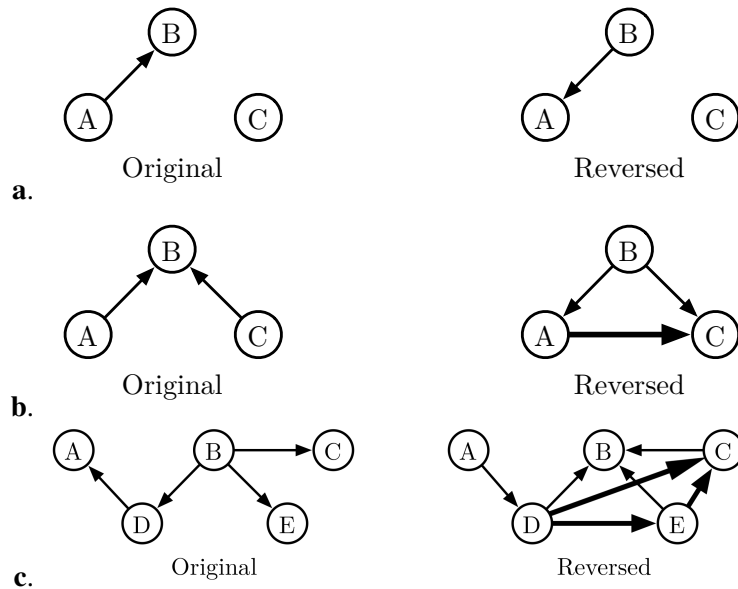 B B
A C A C
Original Reversed
a.
B B
A C A C
Original Reversed
b.
A B C A B C
D E D E
Original Reversed
c.